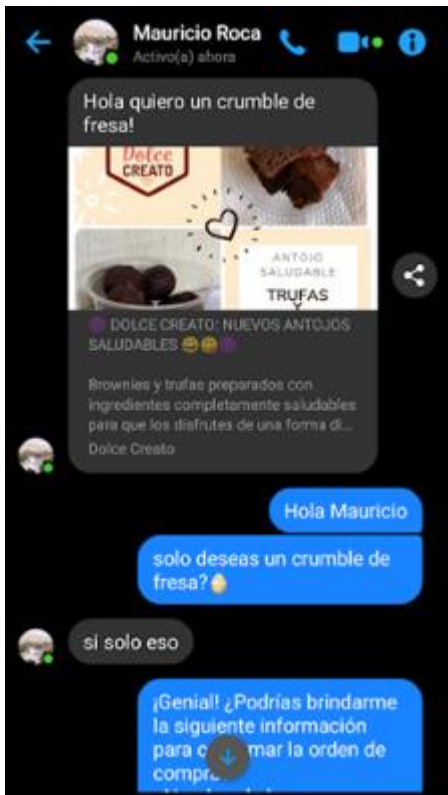 Mauricio Roca
Activo(a) ahora
Hola quiero un crumble de
fresa!
Dolce
CREATO
ANTOJO
SALUDABLE
TRUFAS
DOLCE CREATO: NUEVOS ANTOJOS
SALUDABLES
Brownies y trufas preparados con
ingredientes completamente saludables
para que los disfrutes de una forma di...
Dolce Creato
Hola Mauricio
solo deseas un crumble de
fresa?
si solo eso
¡Genial! ¿Podrías brindarme
la siguiente información
para mar la orden de
compra